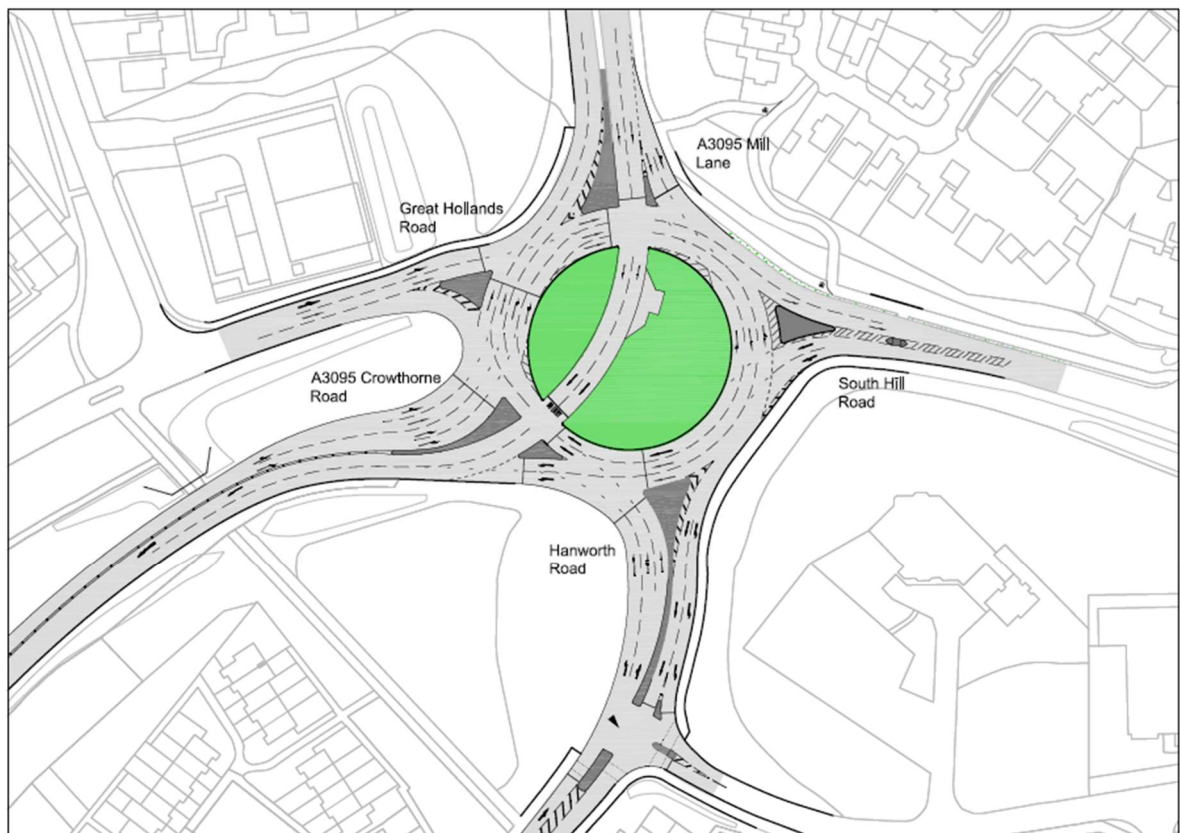 A3095 Mill
Lane
Great Hollands
Road
A3095 Crowthorne
Road
South Hill
Road
Hanworth
Road